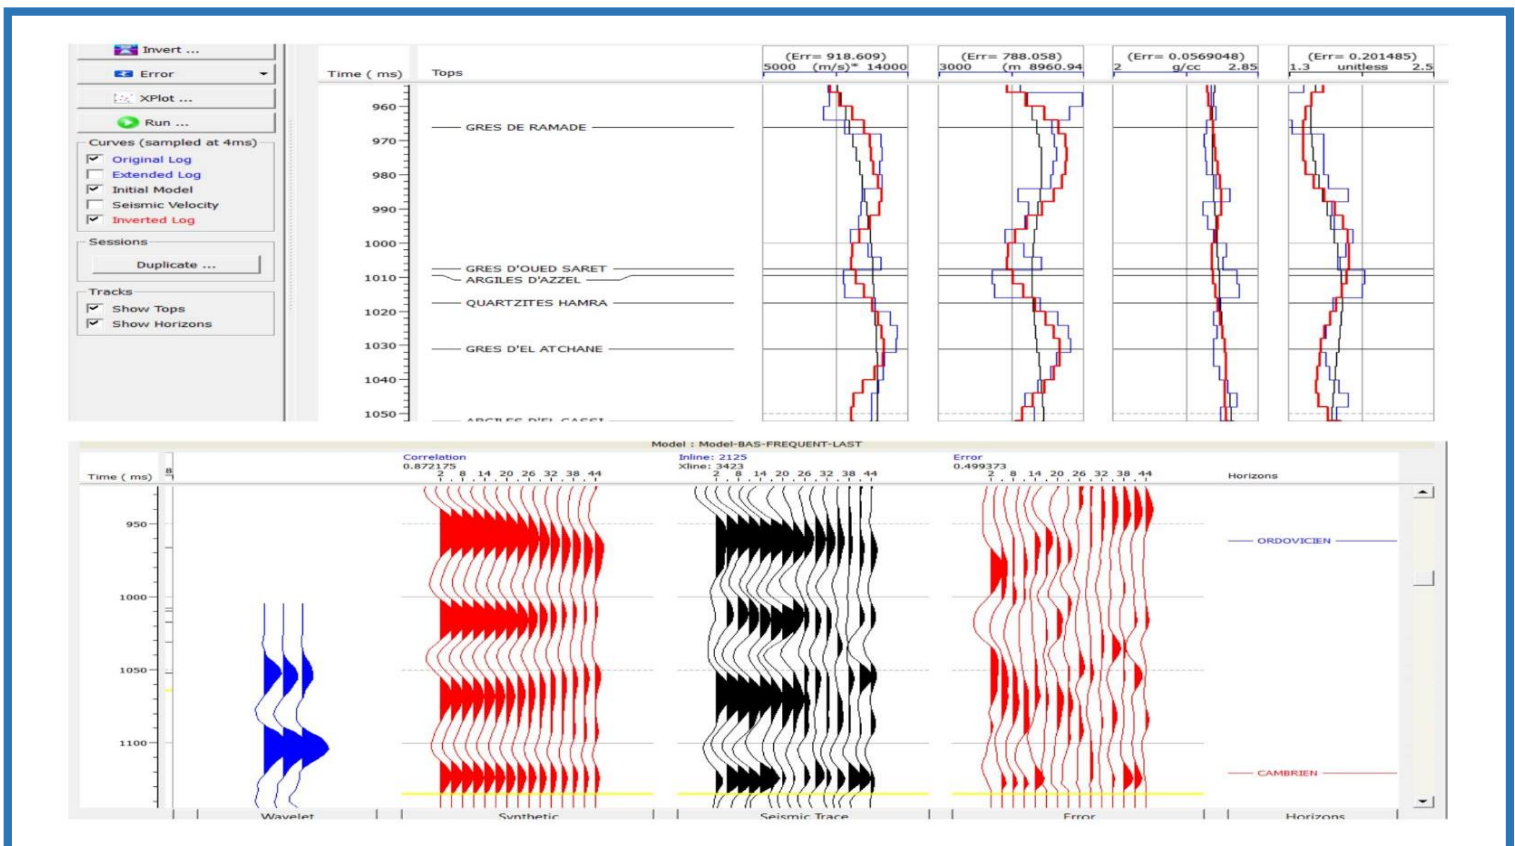 Invert ...
Error
XPlot ...
Run ...
Curves (sampled at 4ms)
Original Log
Extended Log
Initial Model
Seismic Velocity
Inverted Log
Sessions
Duplicate ...
Tracks
Show Tops
Show Horizons
Time ( ms) Tops
(Err= 918.609) (Err= 788.058) (Err= 0.0569048) (Err= 0.201485)
5000 (m/s)* 14000 3000 (m 8960.94 2 g/cc 2.85 1.3 unitless 2.5
960
GRES DE RAMADE
970
980
990
1000
GRES D'OUED SARET
1010 ARGILES D'AZZEL
QUARTZITES HAMRA
1020
1030
GRES D'EL ATCHANE
1040
1050
ARGILES D'EL GASSI
Model : Model-BAS-FREQUENT-LAST
Correlation Inline: 2125 Error
0.872175 Xline: 3423 0.499373
Time ( ms) 8 2 8 14 20 26 32 38 44 2 8 14 20 26 32 38 44 2 8 14 20 26 32 38 44 Horizons
950
ORDOVICIEN
1000
1050
1100
CAMBRIEN
Wavelet Synthetic Seismic Trace Error Horizons